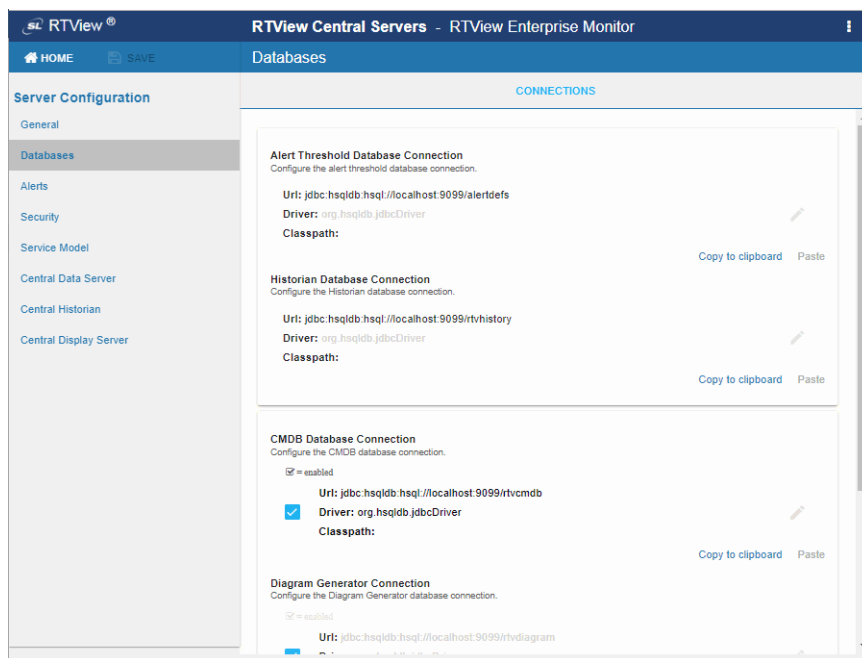 SL RTView ®
RTView Central Servers - RTView Enterprise Monitor
HOME
SAVE
Databases
Server Configuration
General
Databases
Alerts
Security
Service Model
Central Data Server
Central Historian
Central Display Server
CONNECTIONS
Alert Threshold Database Connection
Configure the alert threshold database connection.
Url: jdbc:hsqldb:hsql://localhost:9099/alertdefs
Driver: org.hsqldb.jdbcDriver
Classpath:
Copy to clipboard Paste
Historian Database Connection
Configure the Historian database connection.
Url: jdbc:hsqldb:hsql://localhost:9099/rtvhistory
Driver: org.hsqldb.jdbcDriver
Classpath:
Copy to clipboard Paste
CMDB Database Connection
Configure the CMDB database connection.
= enabled
Url: jdbc:hsqldb:hsql://localhost:9099/rtvcmdb
Driver: org.hsqldb.jdbcDriver
Classpath:
Copy to clipboard Paste
Diagram Generator Connection
Configure the Diagram Generator database connection.
= enabled
Url: jdbc:hsqldb:hsql://localhost:9099/rtvdiagram